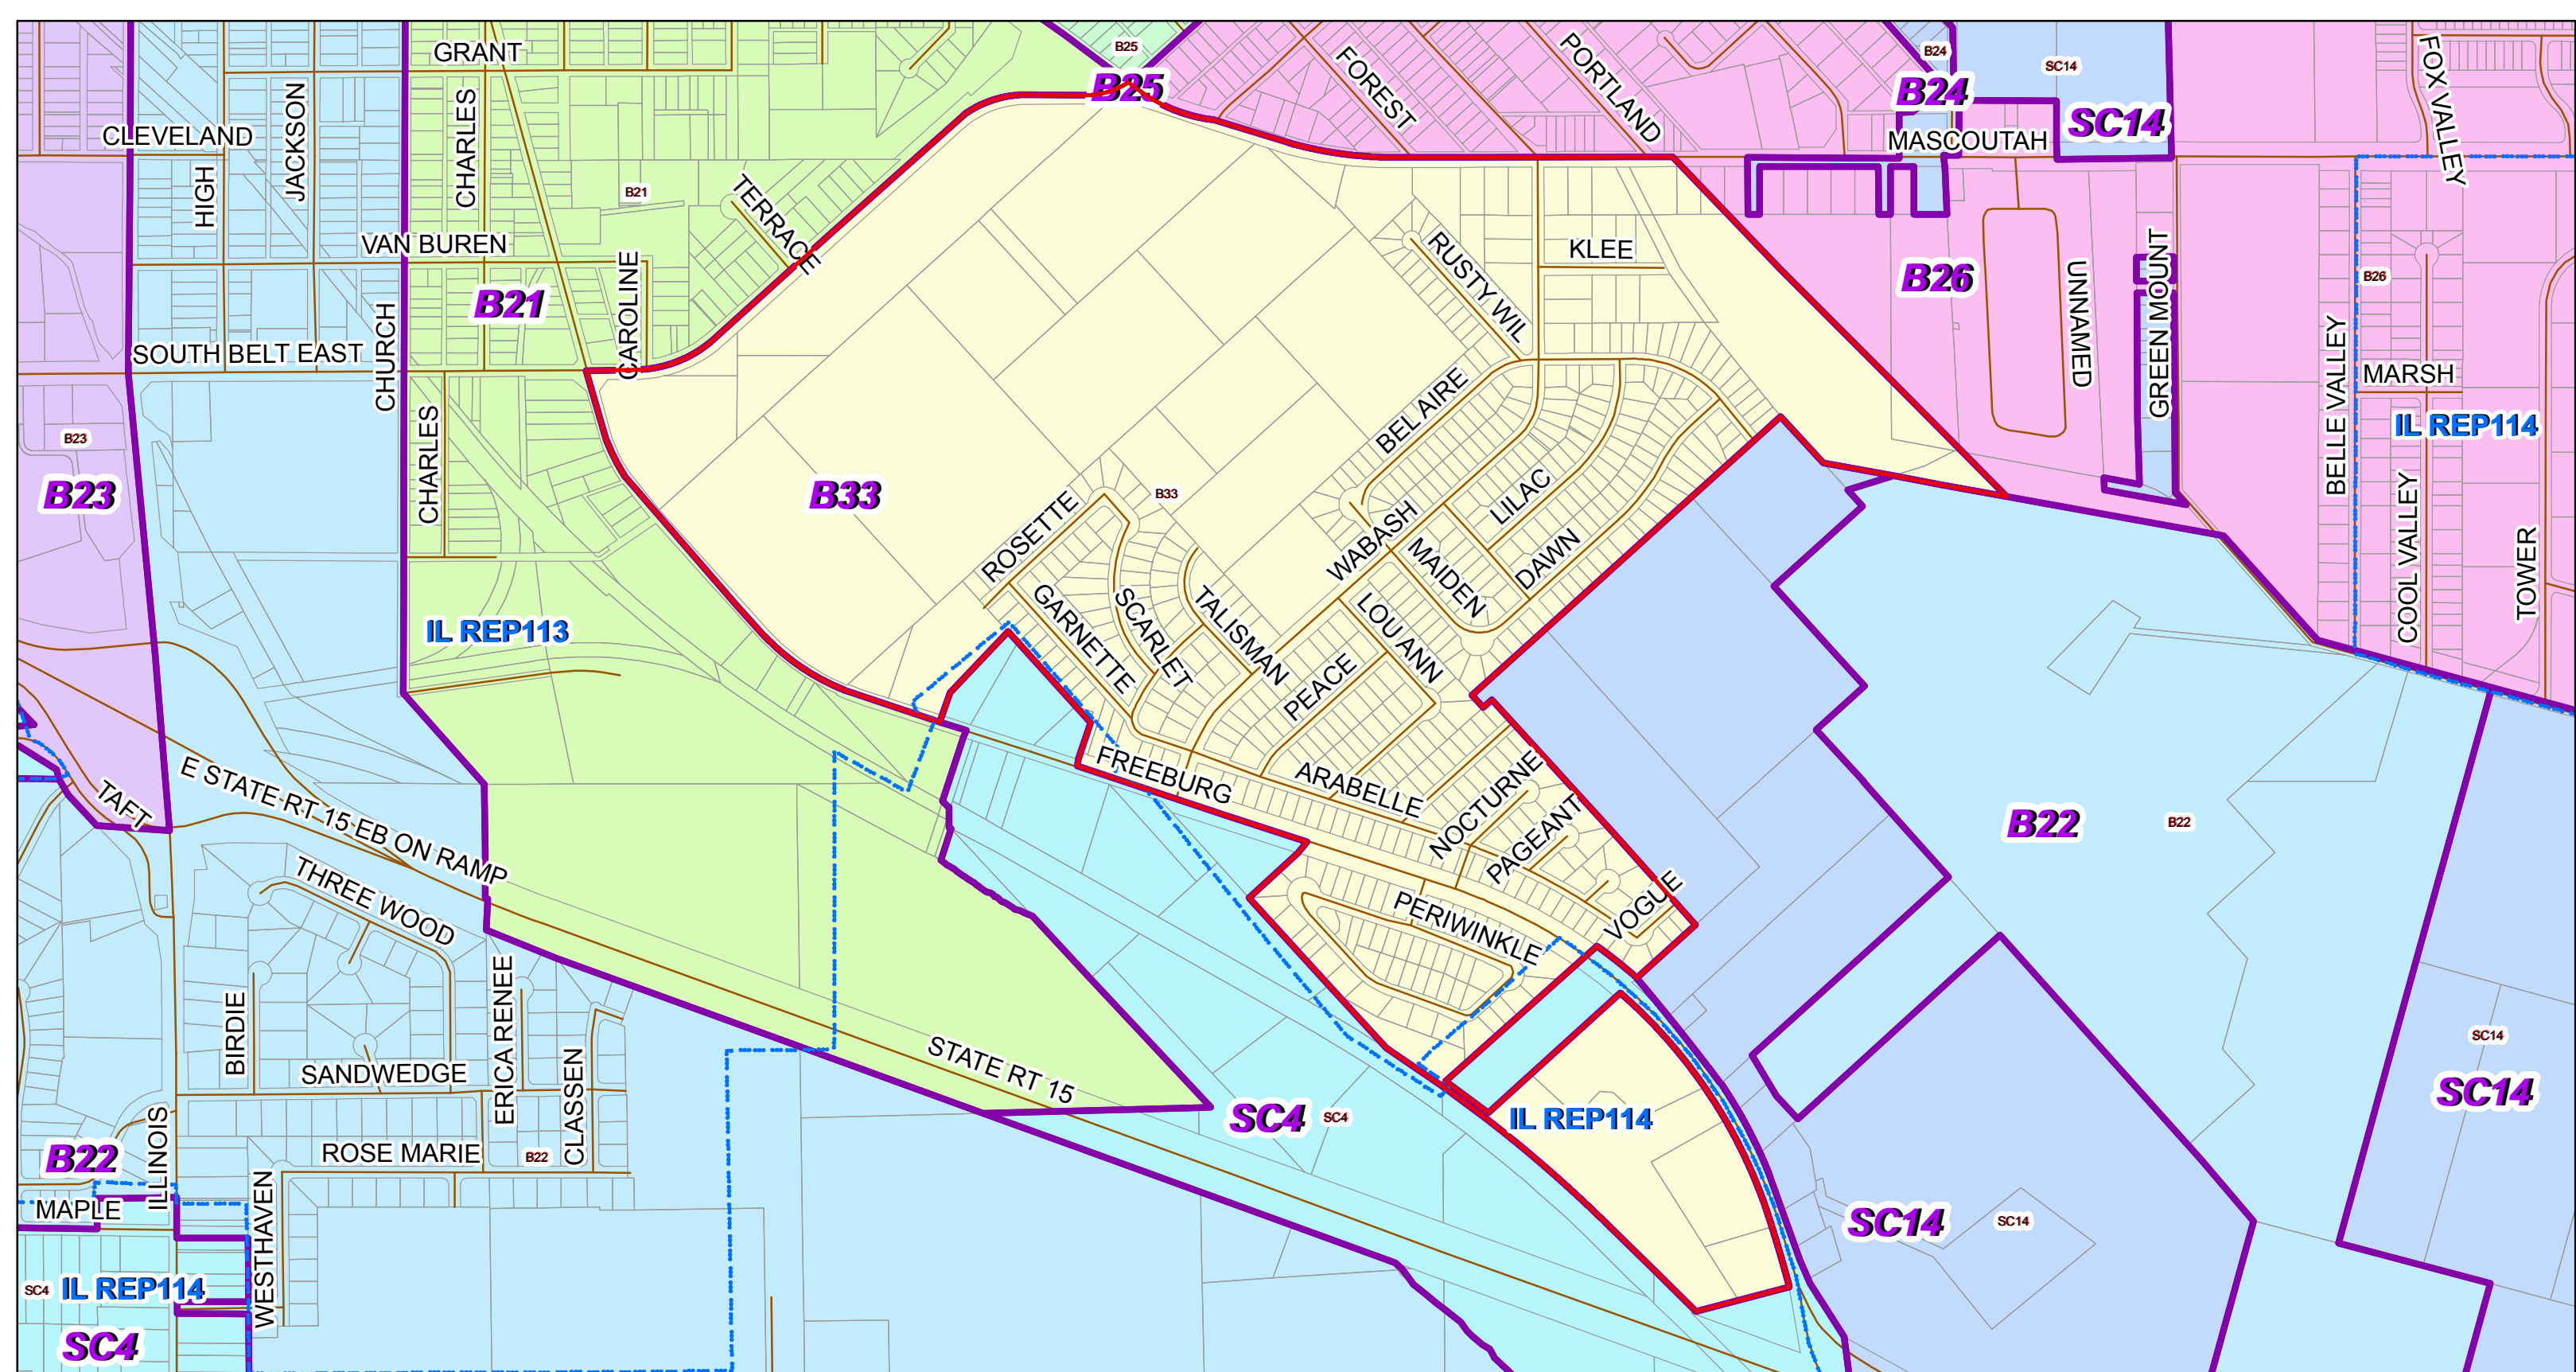 GRANT
B25
B25
FOREST
PORTLAND
B24
B24
SC14
SC14
FOX VALLEY
CLEVELAND
JACKSON
HIGH
CHARLES
MASCOUTAH
B21
TERRACE
VAN BUREN
CAROLINE
B21
RUSTY WIL
KLEE
B26
UNNAMED
GREEN MOUNT
B26
BELLE VALLEY
SOUTH BELT EAST
CHURCH
MARSH
IL REP114
B23
B23
CHARLES
BEL AIRE
B33
B33
ROSETTE
WABASH
LILAC
MAIDEN
DAWN
COOL VALLEY
TOWER
GARNETTE
SCARLET
TALISMAN
LOU ANN
PEACE
IL REP113
FREEBURG
ARABELLE
NOCTURNE
PAGEANT
VOGUE
PERIWINKLE
B22
B22
TAFT
E STATE RT 15 EB ON RAMP
THREE WOOD
BIRDIE
ERICA RENEE
SANDWEDGE
CLASSEN
STATE RT 15
SC14
SC14
SC4
SC4
IL REP114
B22
ILLINOIS
ROSE MARIE
B22
MAPLE
WESTHAVEN
SC14
SC14
SC4
IL REP114
SC4